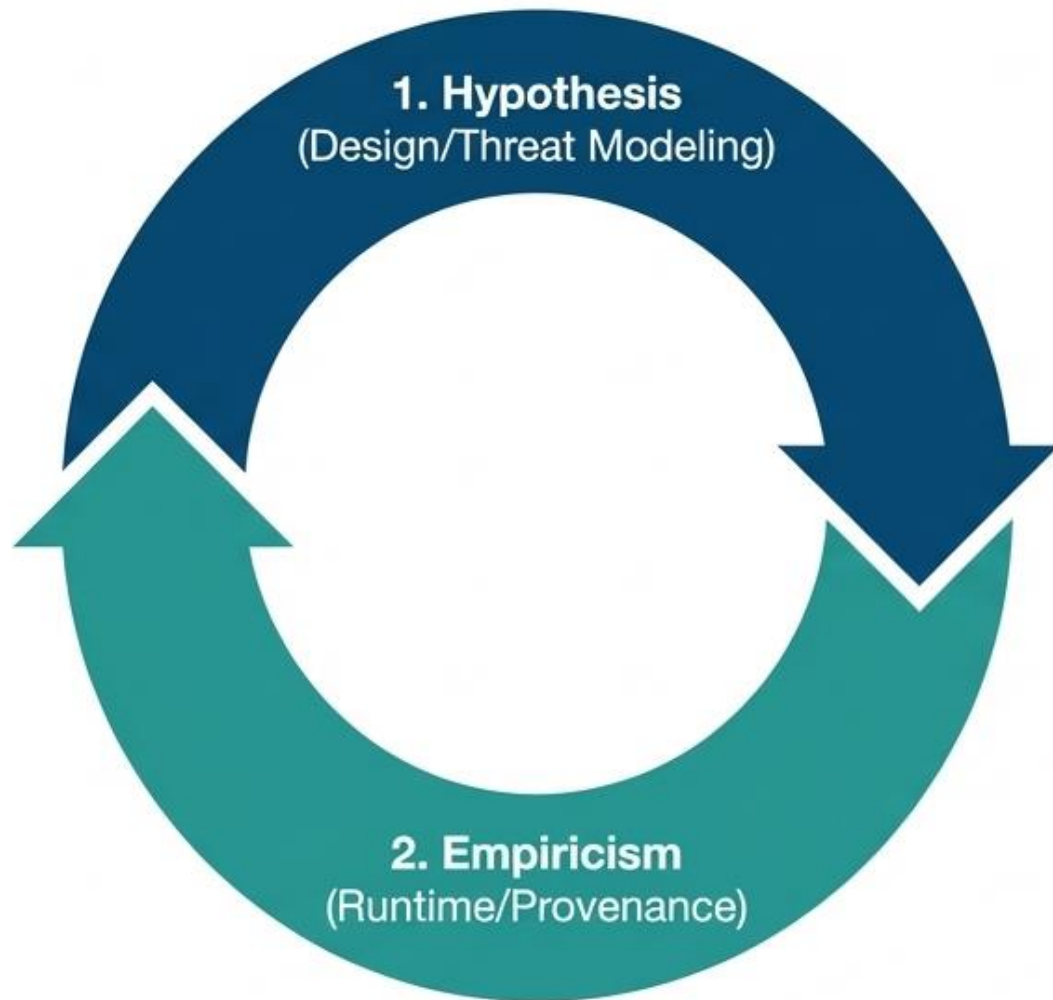 1. Hypothesis
(Design/Threat Modeling)
2. Empiricism
(Runtime/Provenance)